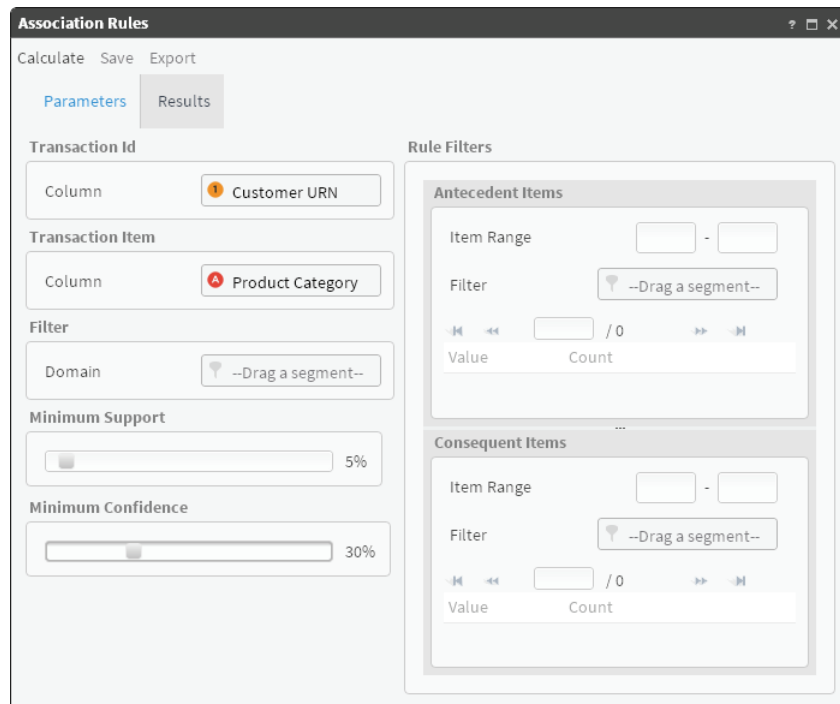 Association Rules ?
Calculate Save Export
Parameters Results
Transaction Id
Column 1 Customer URN
Transaction Item
Column A Product Category
Filter
Domain --Drag a segment--
Minimum Support
5%
Minimum Confidence
30%
Rule Filters
Antecedent Items
Item Range -
Filter --Drag a segment--
/ 0
Value Count
...
Consequent Items
Item Range -
Filter --Drag a segment--
/ 0
Value Count